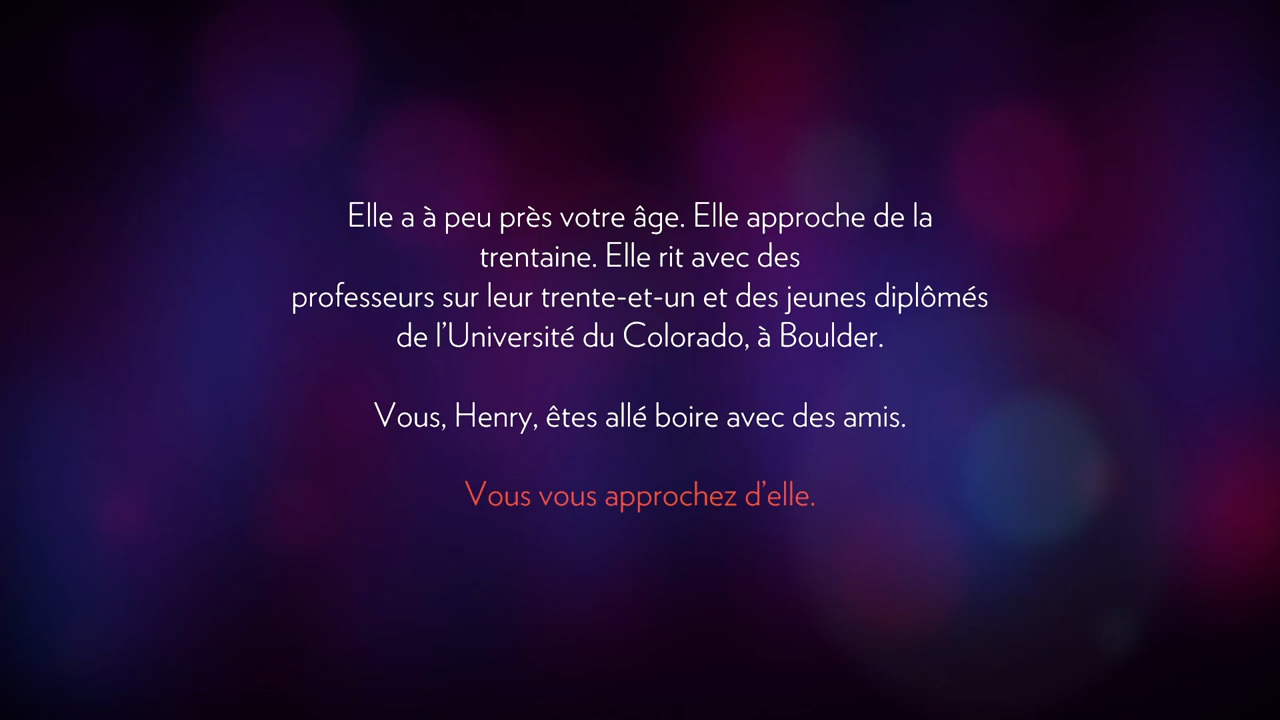 Elle a à peu près votre âge. Elle approche de la
trentaine. Elle rit avec des
professeurs sur leur trente-et-un et des jeunes diplômés
de l’Université du Colorado, à Boulder.
Vous, Henry, êtes allé boire avec des amis.
Vous vous approchez d’elle.